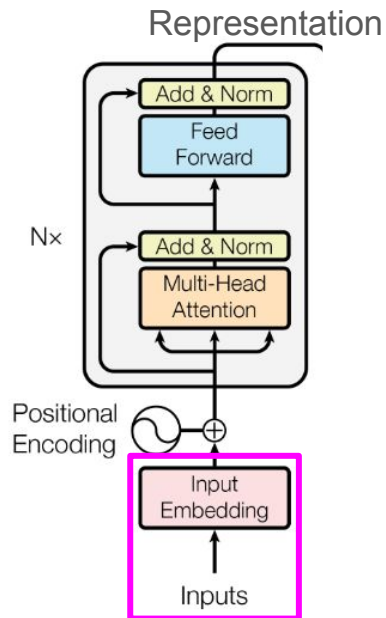 Representation
Add & Norm
Feed
Forward
N×
Add & Norm
Multi-Head
Attention
Positional
Encoding
Input
Embedding
Inputs